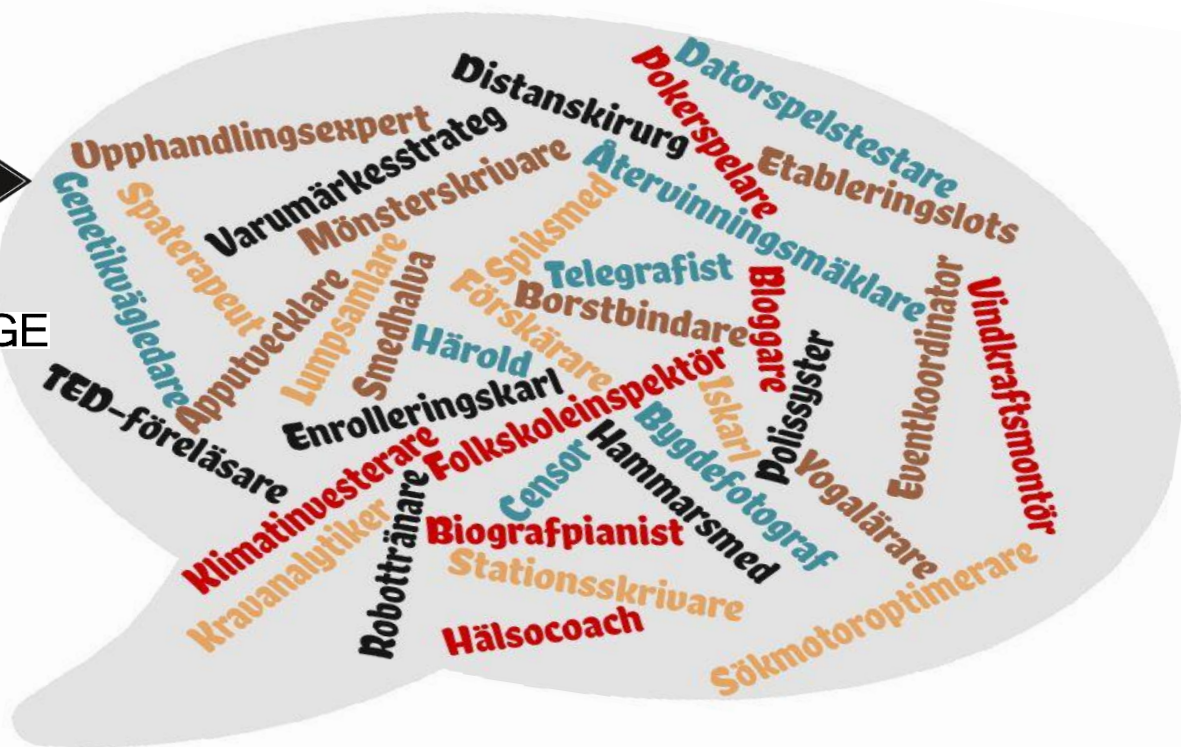 Distanskirurg
Datorspelstestare
Pokerspelare
Upphandlingsexpert
Varumärkesstrateg
Mönsterskrivare
Återvinningsmäklare
Etableringslots
Genetikvägledare
Spaterapeut
Spiksmed
Lumpsamlare
Smedhalva
Apputvecklare
Telegrafist
Förskärare
Borstbindare
Bloggare
Eventkoordinator
Vindkraftsmontör
GE
Härold
Polissyster
TED-föreläsare
Enrolleringskarl
Folkskoleinspektör
Iskarl
Bygdefotograf
Hammarsmed
Censor
Yogalärare
Klimatinvesterare
Kravanalytiker
Robottränare
Biografpianist
Stationsskrivare
Hälsocoach
Sökmotoroptimerare